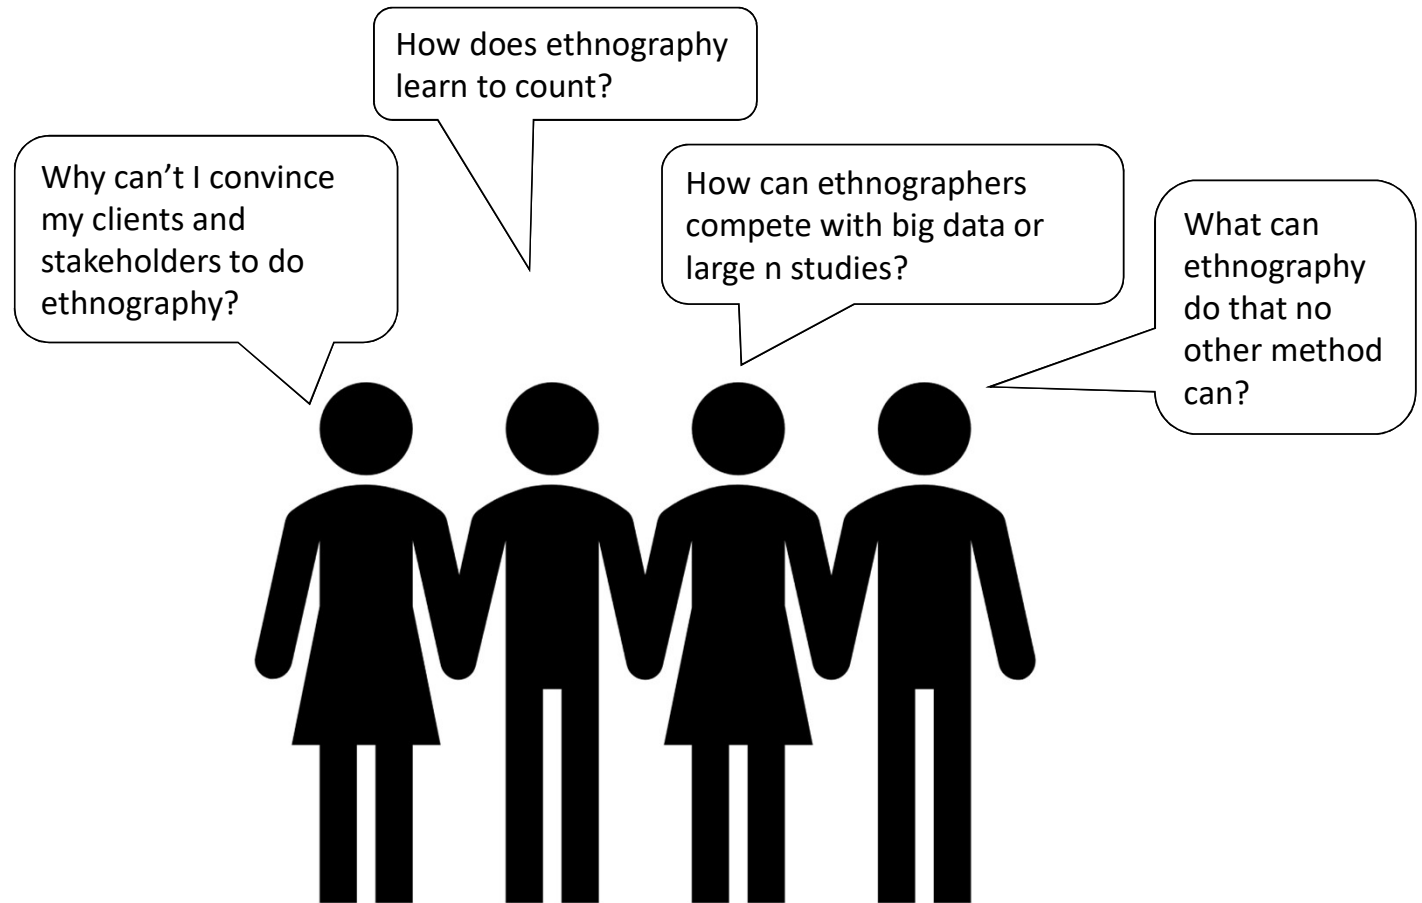 How does ethnography
learn to count?
Why can’t I convince
my clients and
stakeholders to do
ethnography?
How can ethnographers
compete with big data or
large n studies?
What can
ethnography
do that no
other method
can?